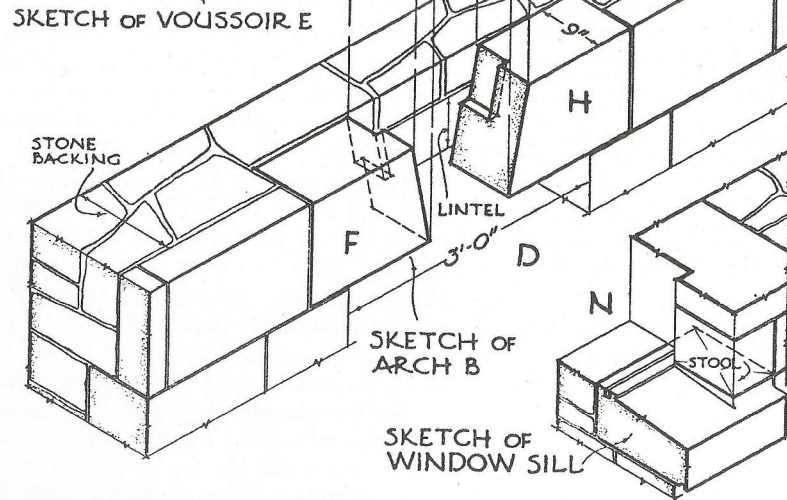 SKETCH OF VOUSSOIR E
9"
H
STONE
BACKING
LINTEL
F
3'-0"
D
N
SKETCH OF
ARCH B
STOOL
SKETCH OF
WINDOW SILL